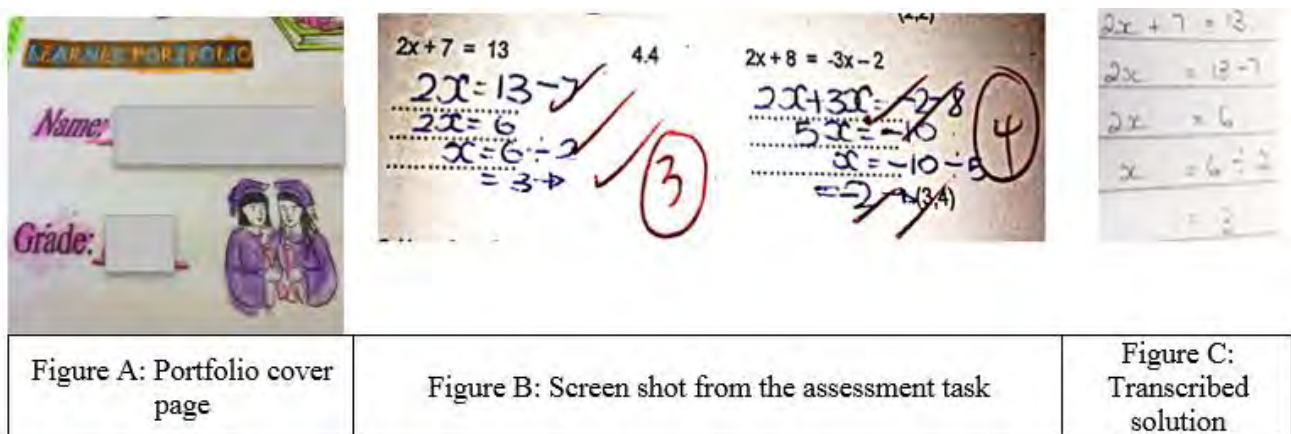 LEARNER PORTFOLIO
Name:
Grade:
2x + 7 = 13
2x = 13 - 7
2x = 6
x = 6 ÷ 2
= 3
3
4.4
(2,2)
2x + 8 = -3x - 2
2x + 3x = -2 - 8
5x = -10
x = -10 ÷ 5
= -2
(3,4)
4
2x + 7 = 13
2x = 13 - 7
2x = 6
x = 6 ÷ 2
= 3
Figure A: Portfolio cover
page
Figure B: Screen shot from the assessment task
Figure C:
Transcribed
solution